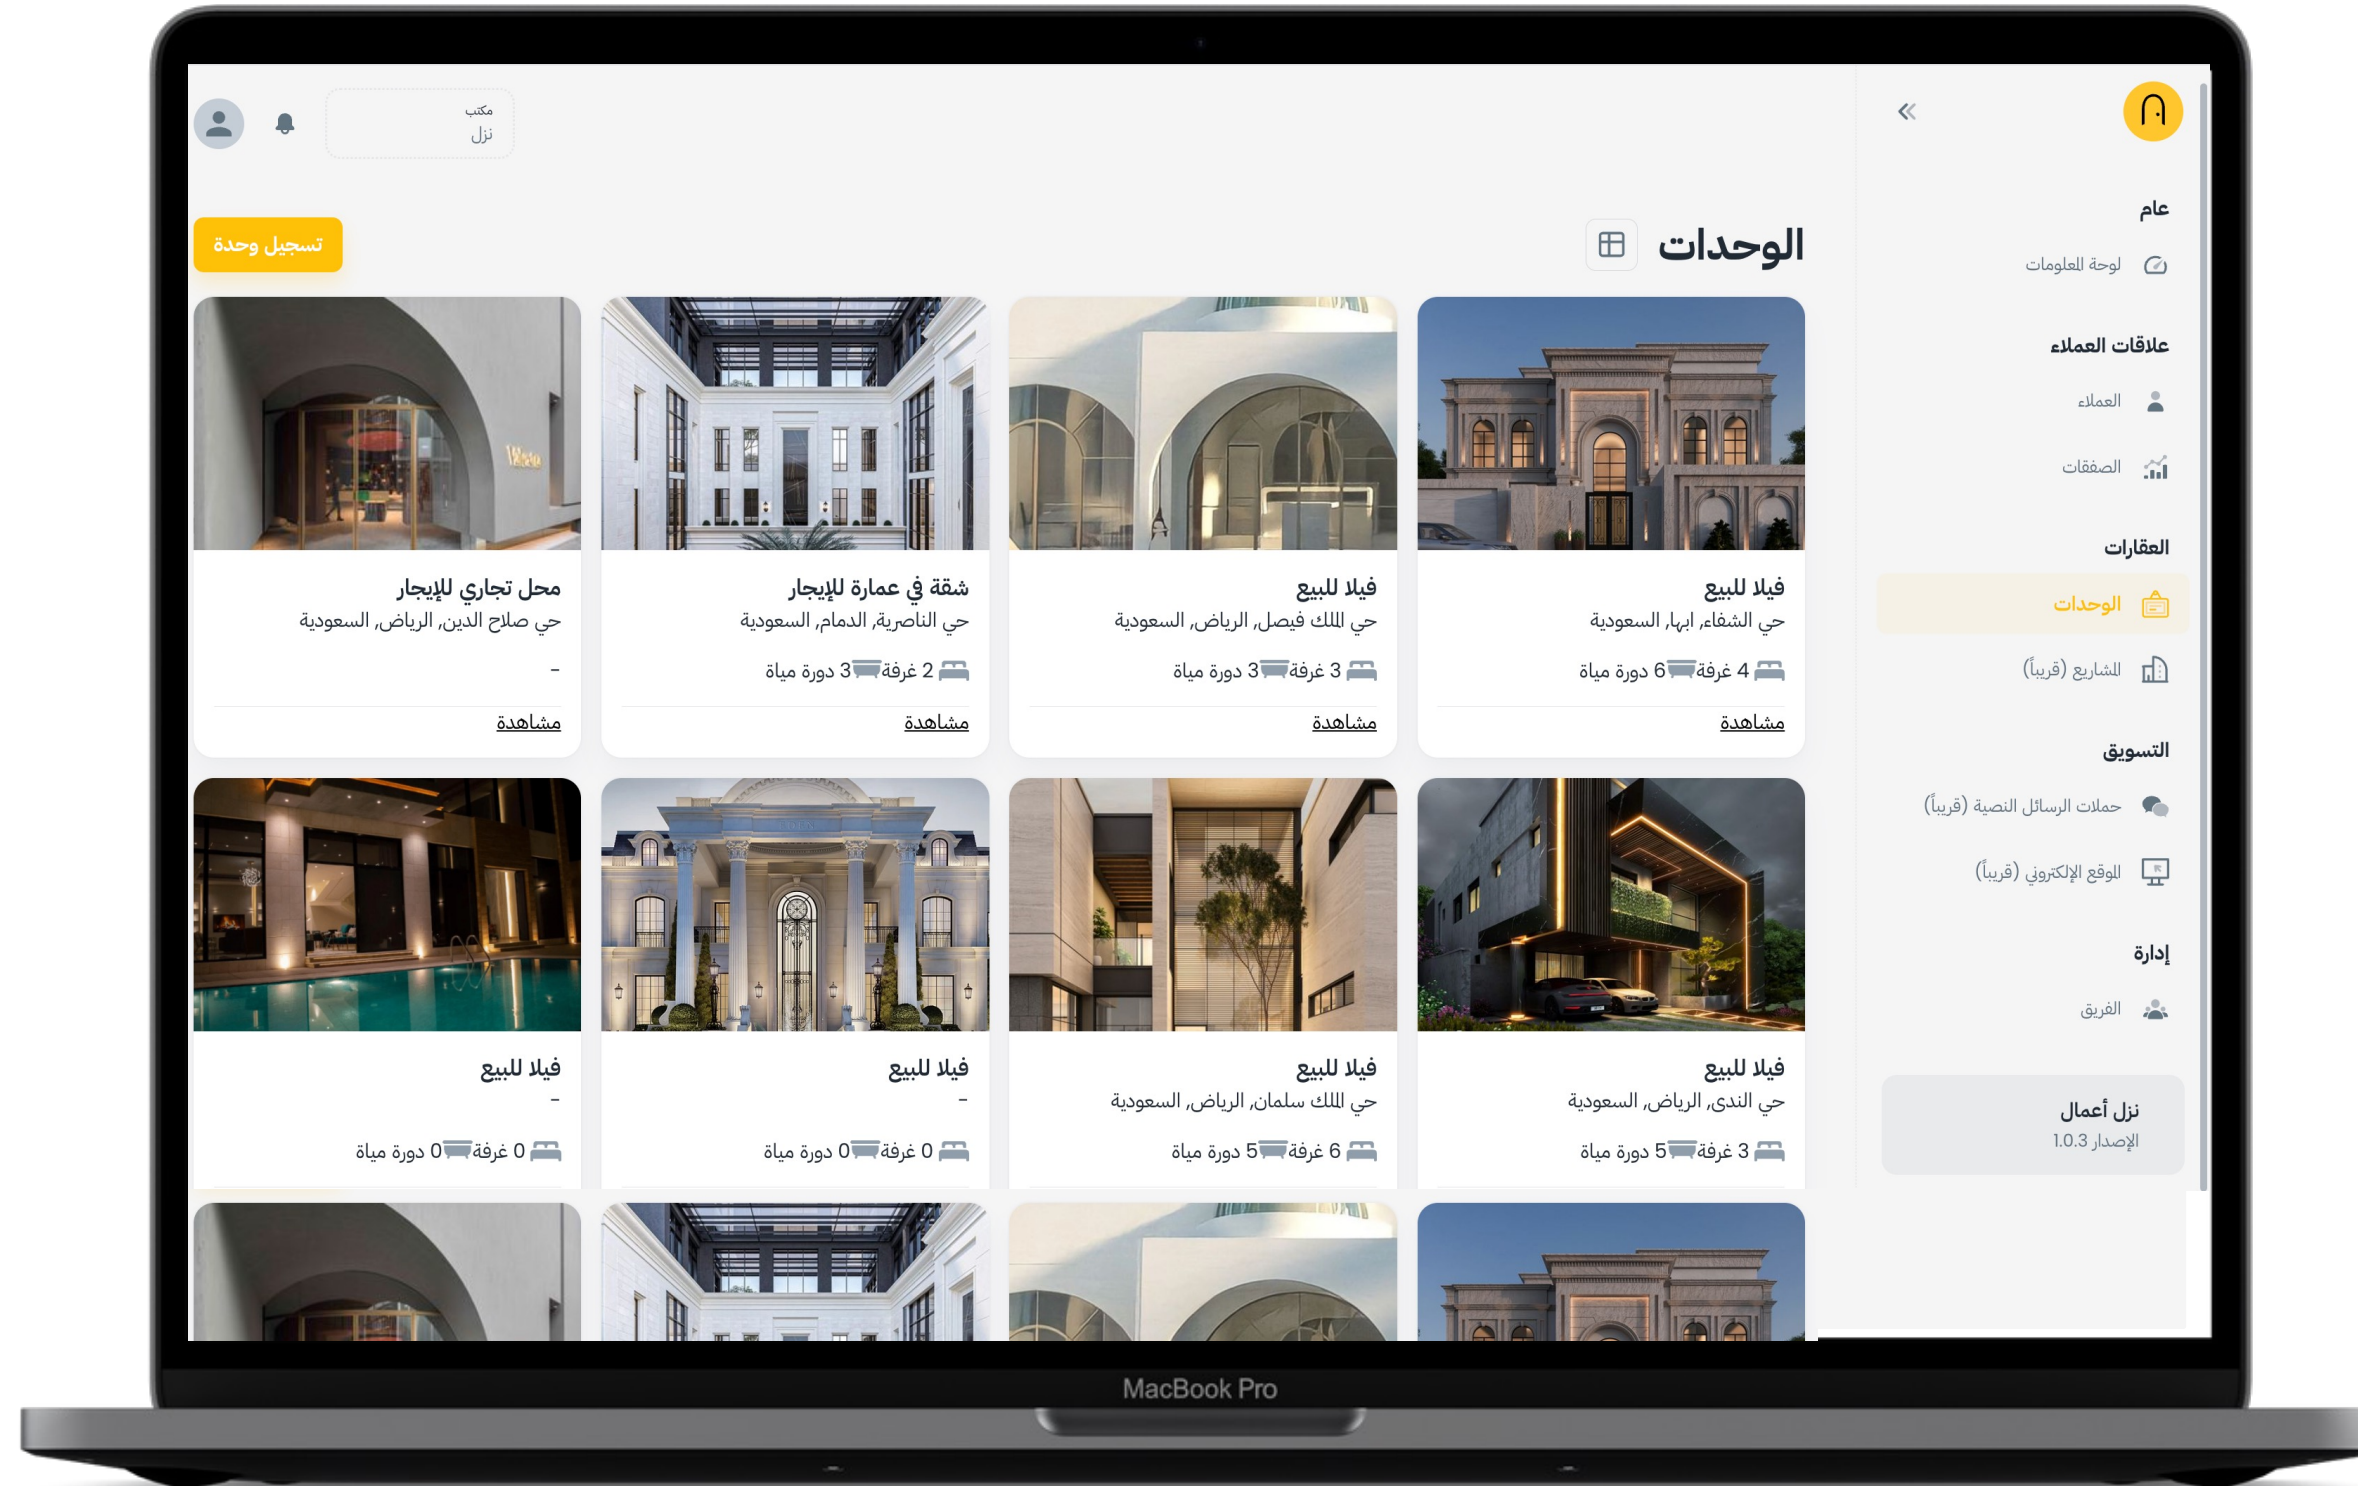 عام
لوحة المعلومات
علاقات العملاء
العملاء
الصفقات
العقارات
الوحدات
المشاريع (قريباً)
التسويق
حملات الرسائل النصية (قريباً)
الموقع الإلكتروني (قريباً)
إدارة
الفريق
نزل أعمال
الإصدار 1.0.3
مكتب
نزل
الوحدات
تسجيل وحدة
فيلا للبيع
حي الشفاء, ابها, السعودية
4 غرفة 6 دورة مياة
مشاهدة
فيلا للبيع
حي الملك فيصل, الرياض, السعودية
3 غرفة 3 دورة مياة
مشاهدة
شقة في عمارة للإيجار
حي الناصرية, الدمام, السعودية
2 غرفة 3 دورة مياة
مشاهدة
محل تجاري للإيجار
حي صلاح الدين, الرياض, السعودية
-
مشاهدة
فيلا للبيع
حي الندى, الرياض, السعودية
3 غرفة 5 دورة مياة
فيلا للبيع
حي الملك سلمان, الرياض, السعودية
6 غرفة 5 دورة مياة
فيلا للبيع
-
0 غرفة 0 دورة مياة
فيلا للبيع
-
0 غرفة 0 دورة مياة
MacBook Pro